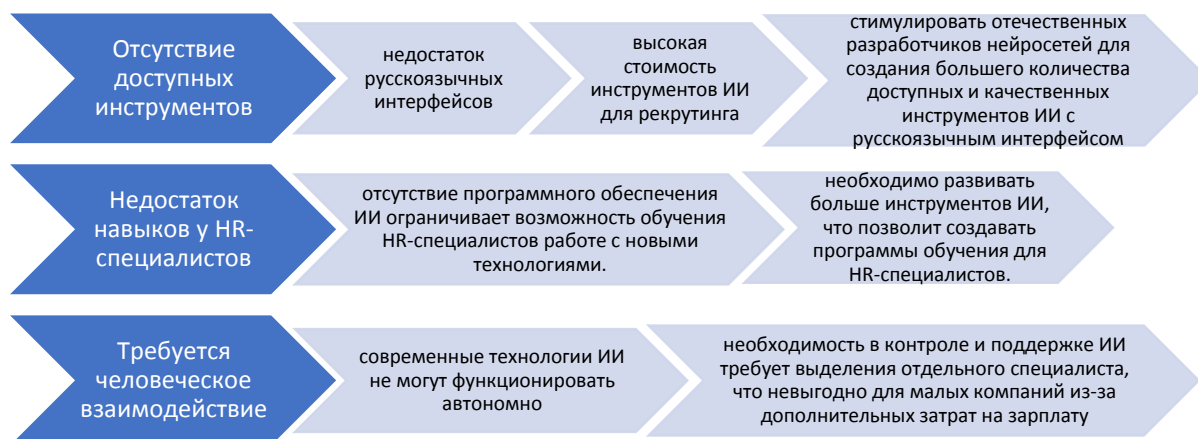 Отсутствие
доступных
инструментов
недостаток
русскоязычных
интерфейсов
высокая
стоимость
инструментов ИИ
для рекрутинга
стимулировать отечественных
разработчиков нейросетей для
создания большего количества
доступных и качественных
инструментов ИИ с
русскоязычным интерфейсом
Недостаток
навыков у HR-
специалистов
отсутствие программного обеспечения
ИИ ограничивает возможность обучения
HR-специалистов работе с новыми
технологиями.
необходимо развивать
больше инструментов ИИ,
что позволит создавать
программы обучения для
HR-специалистов.
Требуется
человеческое
взаимодействие
современные технологии ИИ
не могут функционировать
автономно
необходимость в контроле и поддержке ИИ
требует выделения отдельного специалиста,
что невыгодно для малых компаний из-за
дополнительных затрат на зарплату